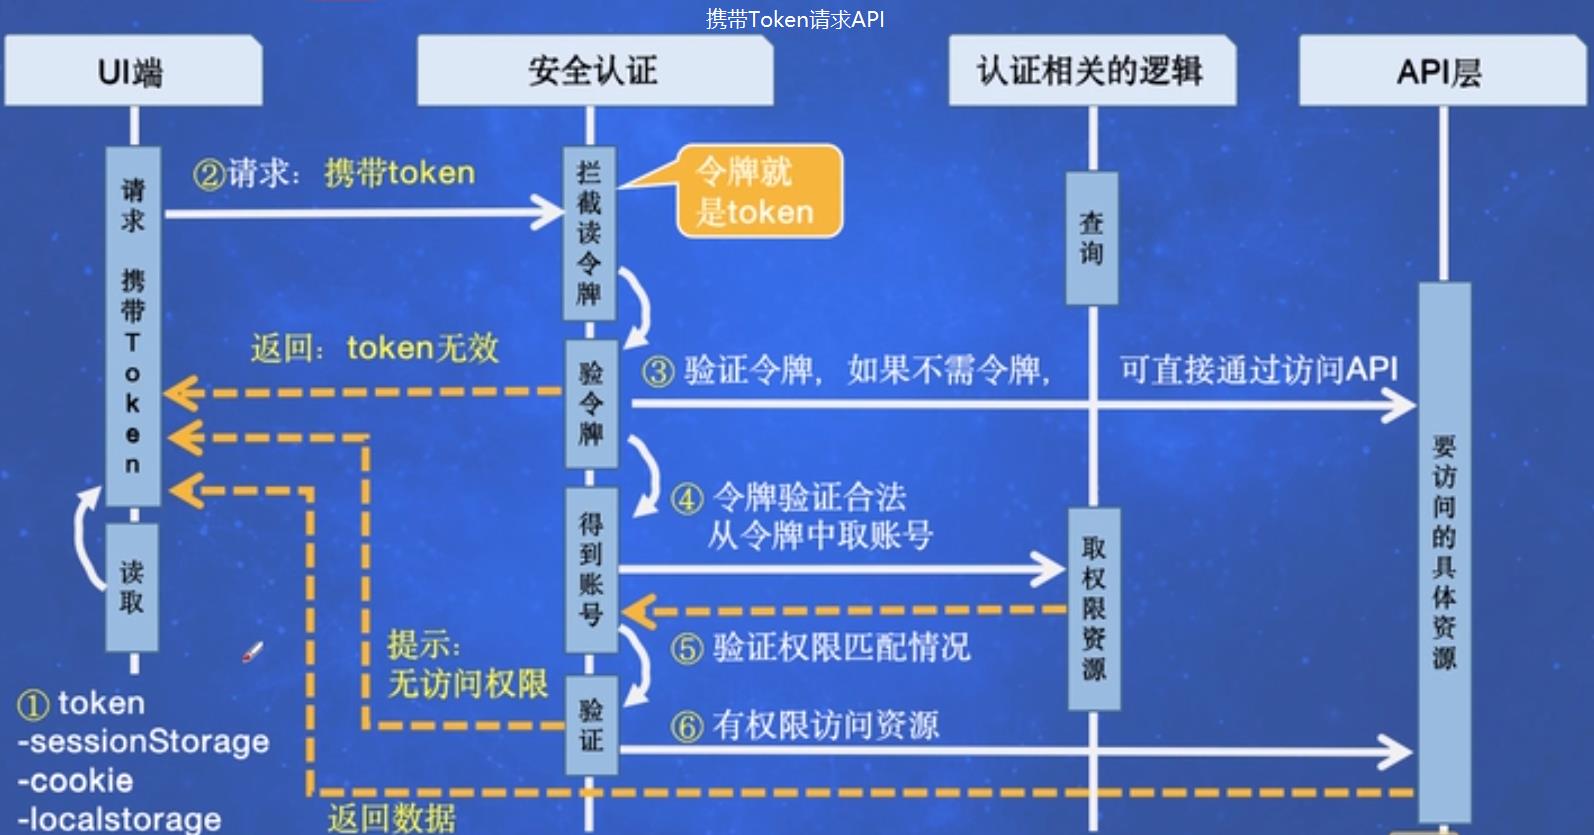 携带Token请求API
UI端
安全认证
认证相关的逻辑
API层
②请求：携带token
请求 携带Token
拦截读令牌
令牌就
是token
查询
返回：token无效
验令牌
③ 验证令牌，如果不需令牌， 可直接通过访问API
要访问的具体资源
④ 令牌验证合法
从令牌中取账号
得到账号
取权限资源
读取
提示：
无访问权限
⑤ 验证权限匹配情况
验证
⑥ 有权限访问资源
① token
-sessionStorage
-cookie
-localstorage
返回数据